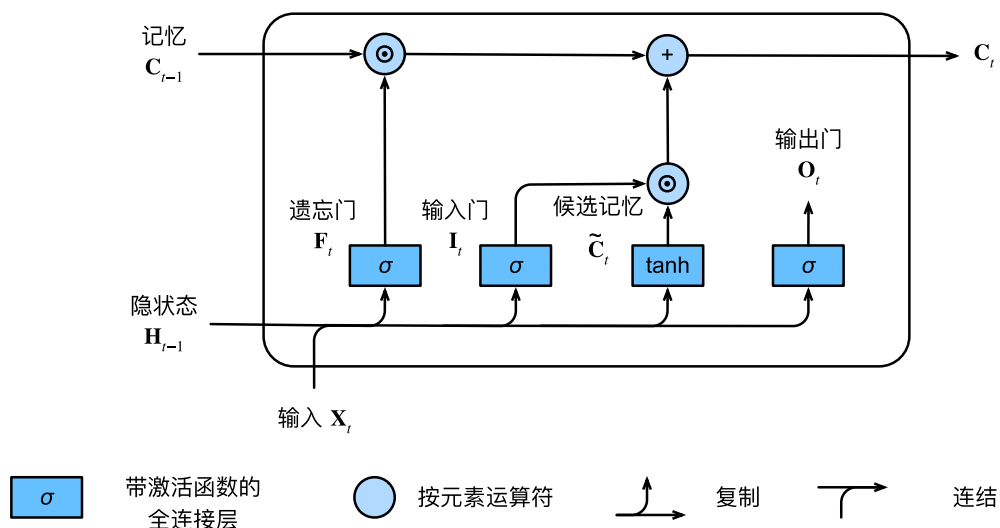 记忆
C_{t−1}
⊙
+
C_t
输出门
O_t
⊙
遗忘门
F_t
输入门
I_t
候选记忆
C̃_t
σ
σ
tanh
σ
隐状态
H_{t−1}
输入 X_t
σ
带激活函数的
全连接层
按元素运算符
复制
连结